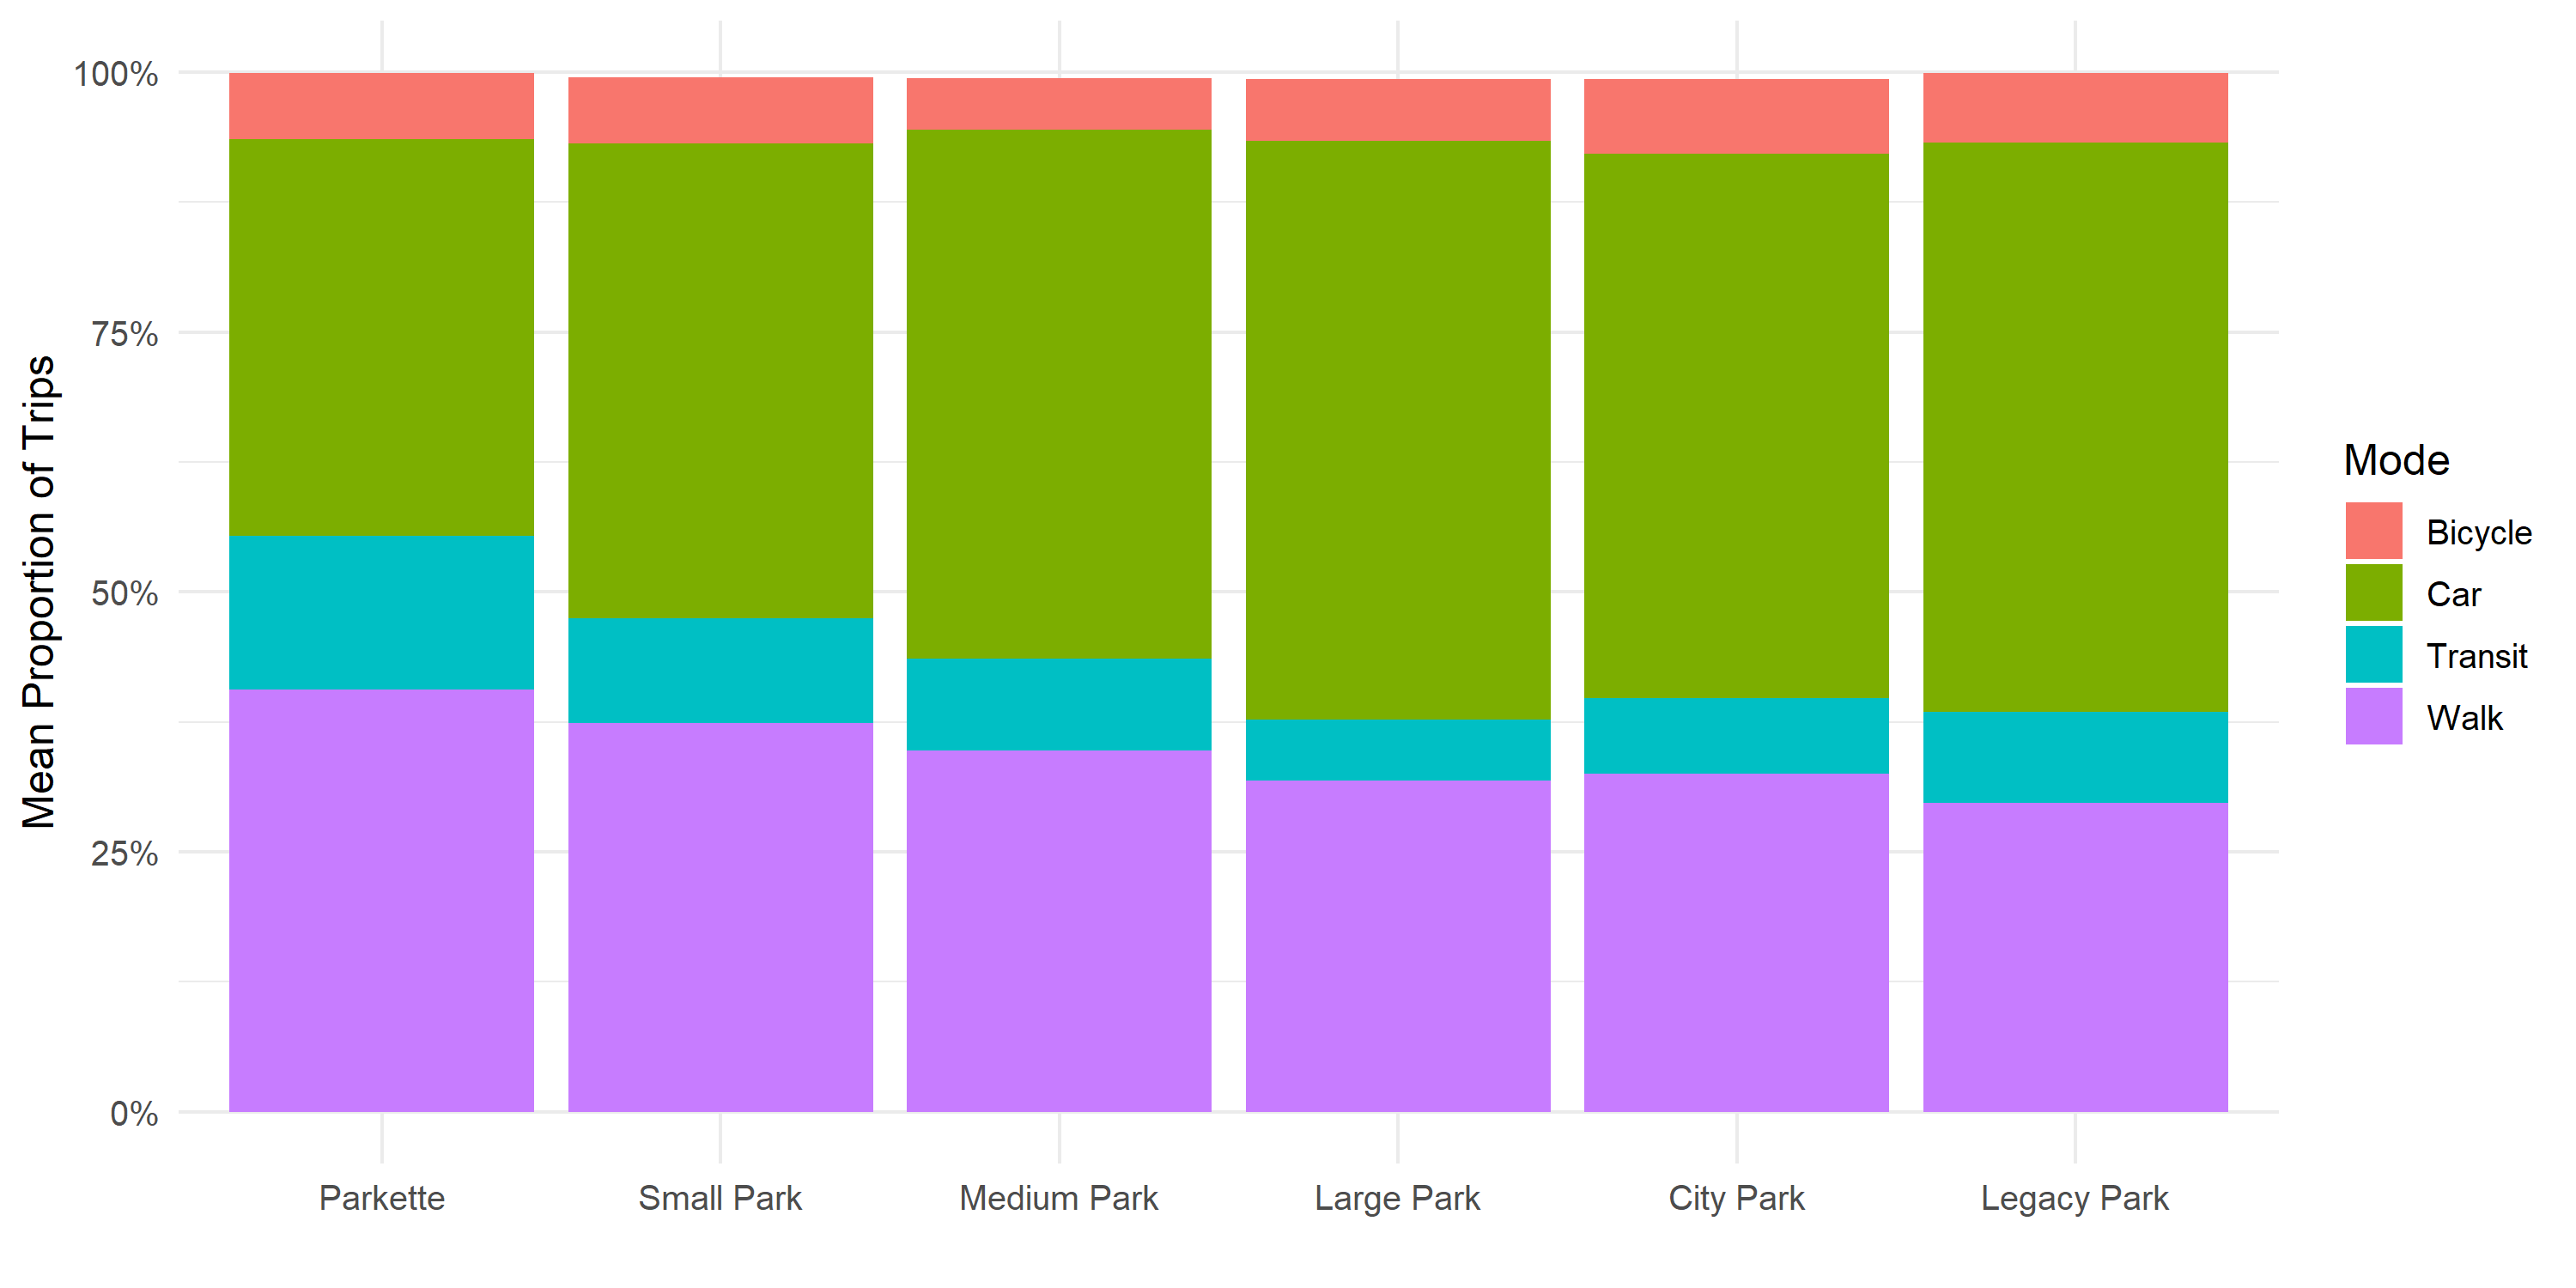 Mean Proportion of Trips
100%
75%
50%
25%
0%
Parkette
Small Park
Medium Park
Large Park
City Park
Legacy Park
Mode
Bicycle
Car
Transit
Walk